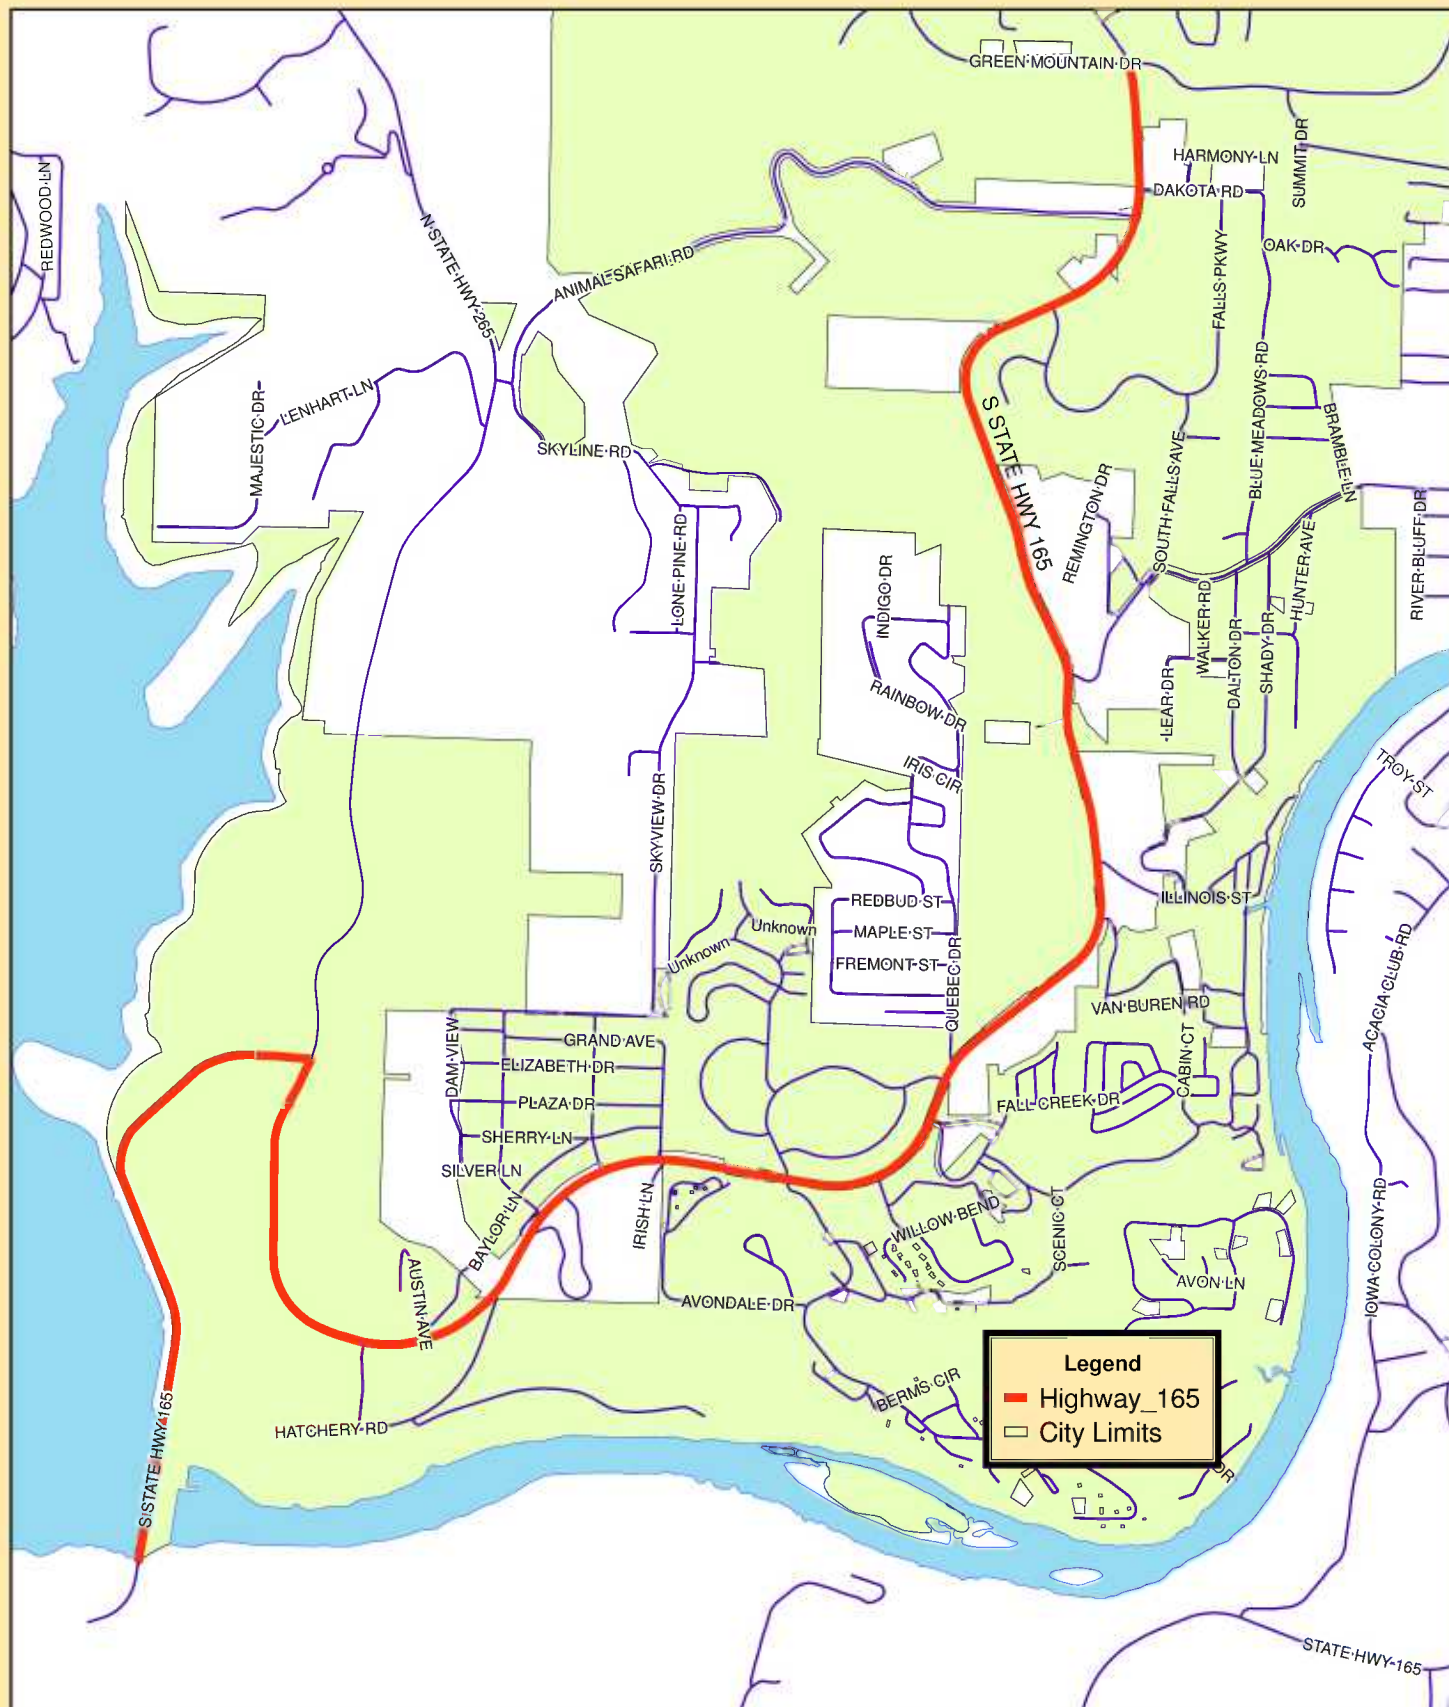 GREEN MOUNTAIN DR
HARMONY LN
SUMMIT DR
DAKOTA RD
REDWOOD LN
N STATE HWY 265
ANIMAL SAFARI RD
OAK DR
FALLS PKWY
LENHART LN
MAJESTIC DR
SKYLINE RD
S STATE HWY 165
BLUE MEADOWS RD
BRAMBLE LN
SOUTH FALLS AVE
REMINGTON DR
RIVER BLUFF DR
HUNTER AVE
LONE PINE RD
INDIGO DR
WALKER RD
DALTON DR
SHADY DR
LEAR DR
RAINBOW DR
IRIS CIR
TROY ST
SKYVIEW DR
REDBUD ST
MAPLE ST
FREMONT ST
Unknown
Unknown
QUEBEC DR
ILLINOIS ST
ACACIA CLUB RD
VAN BUREN RD
CABIN CT
FALL CREEK DR
DAM VIEW
GRAND AVE
ELIZABETH DR
PLAZA DR
SHERRY LN
SILVER LN
BAYLOR LN
IRISH LN
WILLOW BEND
SCENIC CT
AVON LN
IOWA COLONY RD
AUSTIN AVE
AVONDALE DR
BERMS CIR
HATCHERY RD
S STATE HWY 165
Legend
Highway_165
City Limits
DR
STATE HWY 165